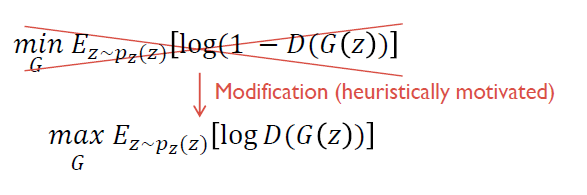 min E_{z~p_z(z)}[log(1 − D(G(z))]
G
Modification (heuristically motivated)
max E_{z~p_z(z)}[log D(G(z))]
G